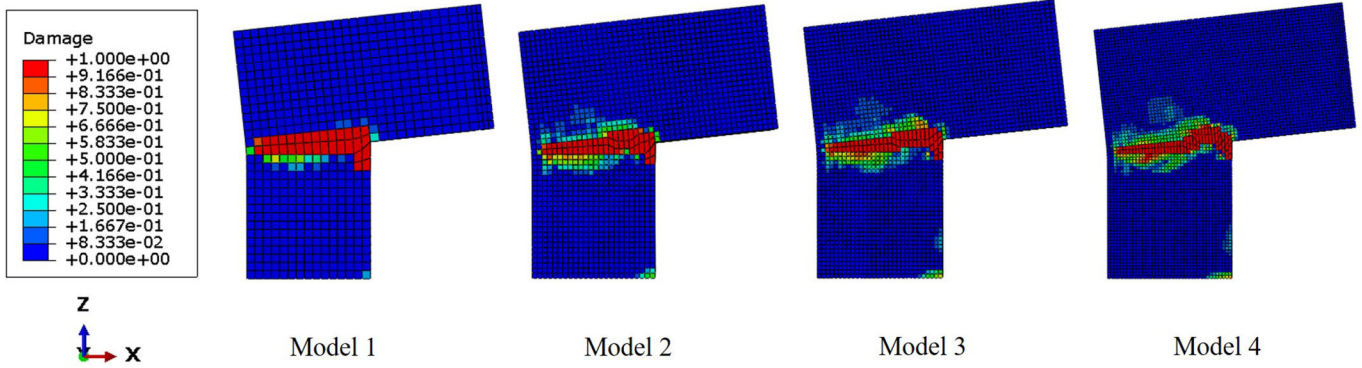 Damage
+1.000e+00
+9.166e-01
+8.333e-01
+7.500e-01
+6.666e-01
+5.833e-01
+5.000e-01
+4.166e-01
+3.333e-01
+2.500e-01
+1.667e-01
+8.333e-02
+0.000e+00
Z
Y
X
Model 1
Model 2
Model 3
Model 4